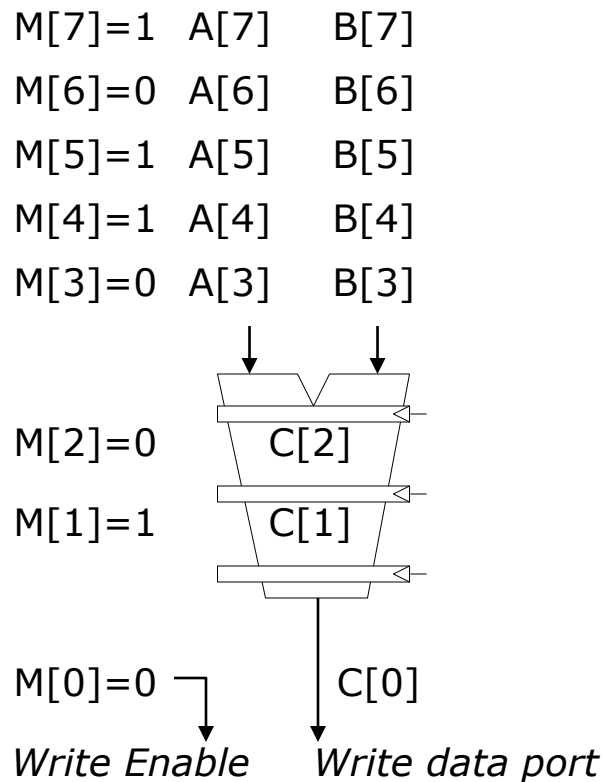 M[7]=1 A[7] B[7]
M[6]=0 A[6] B[6]
M[5]=1 A[5] B[5]
M[4]=1 A[4] B[4]
M[3]=0 A[3] B[3]
M[2]=0 C[2]
M[1]=1 C[1]
M[0]=0 C[0]
Write Enable Write data port